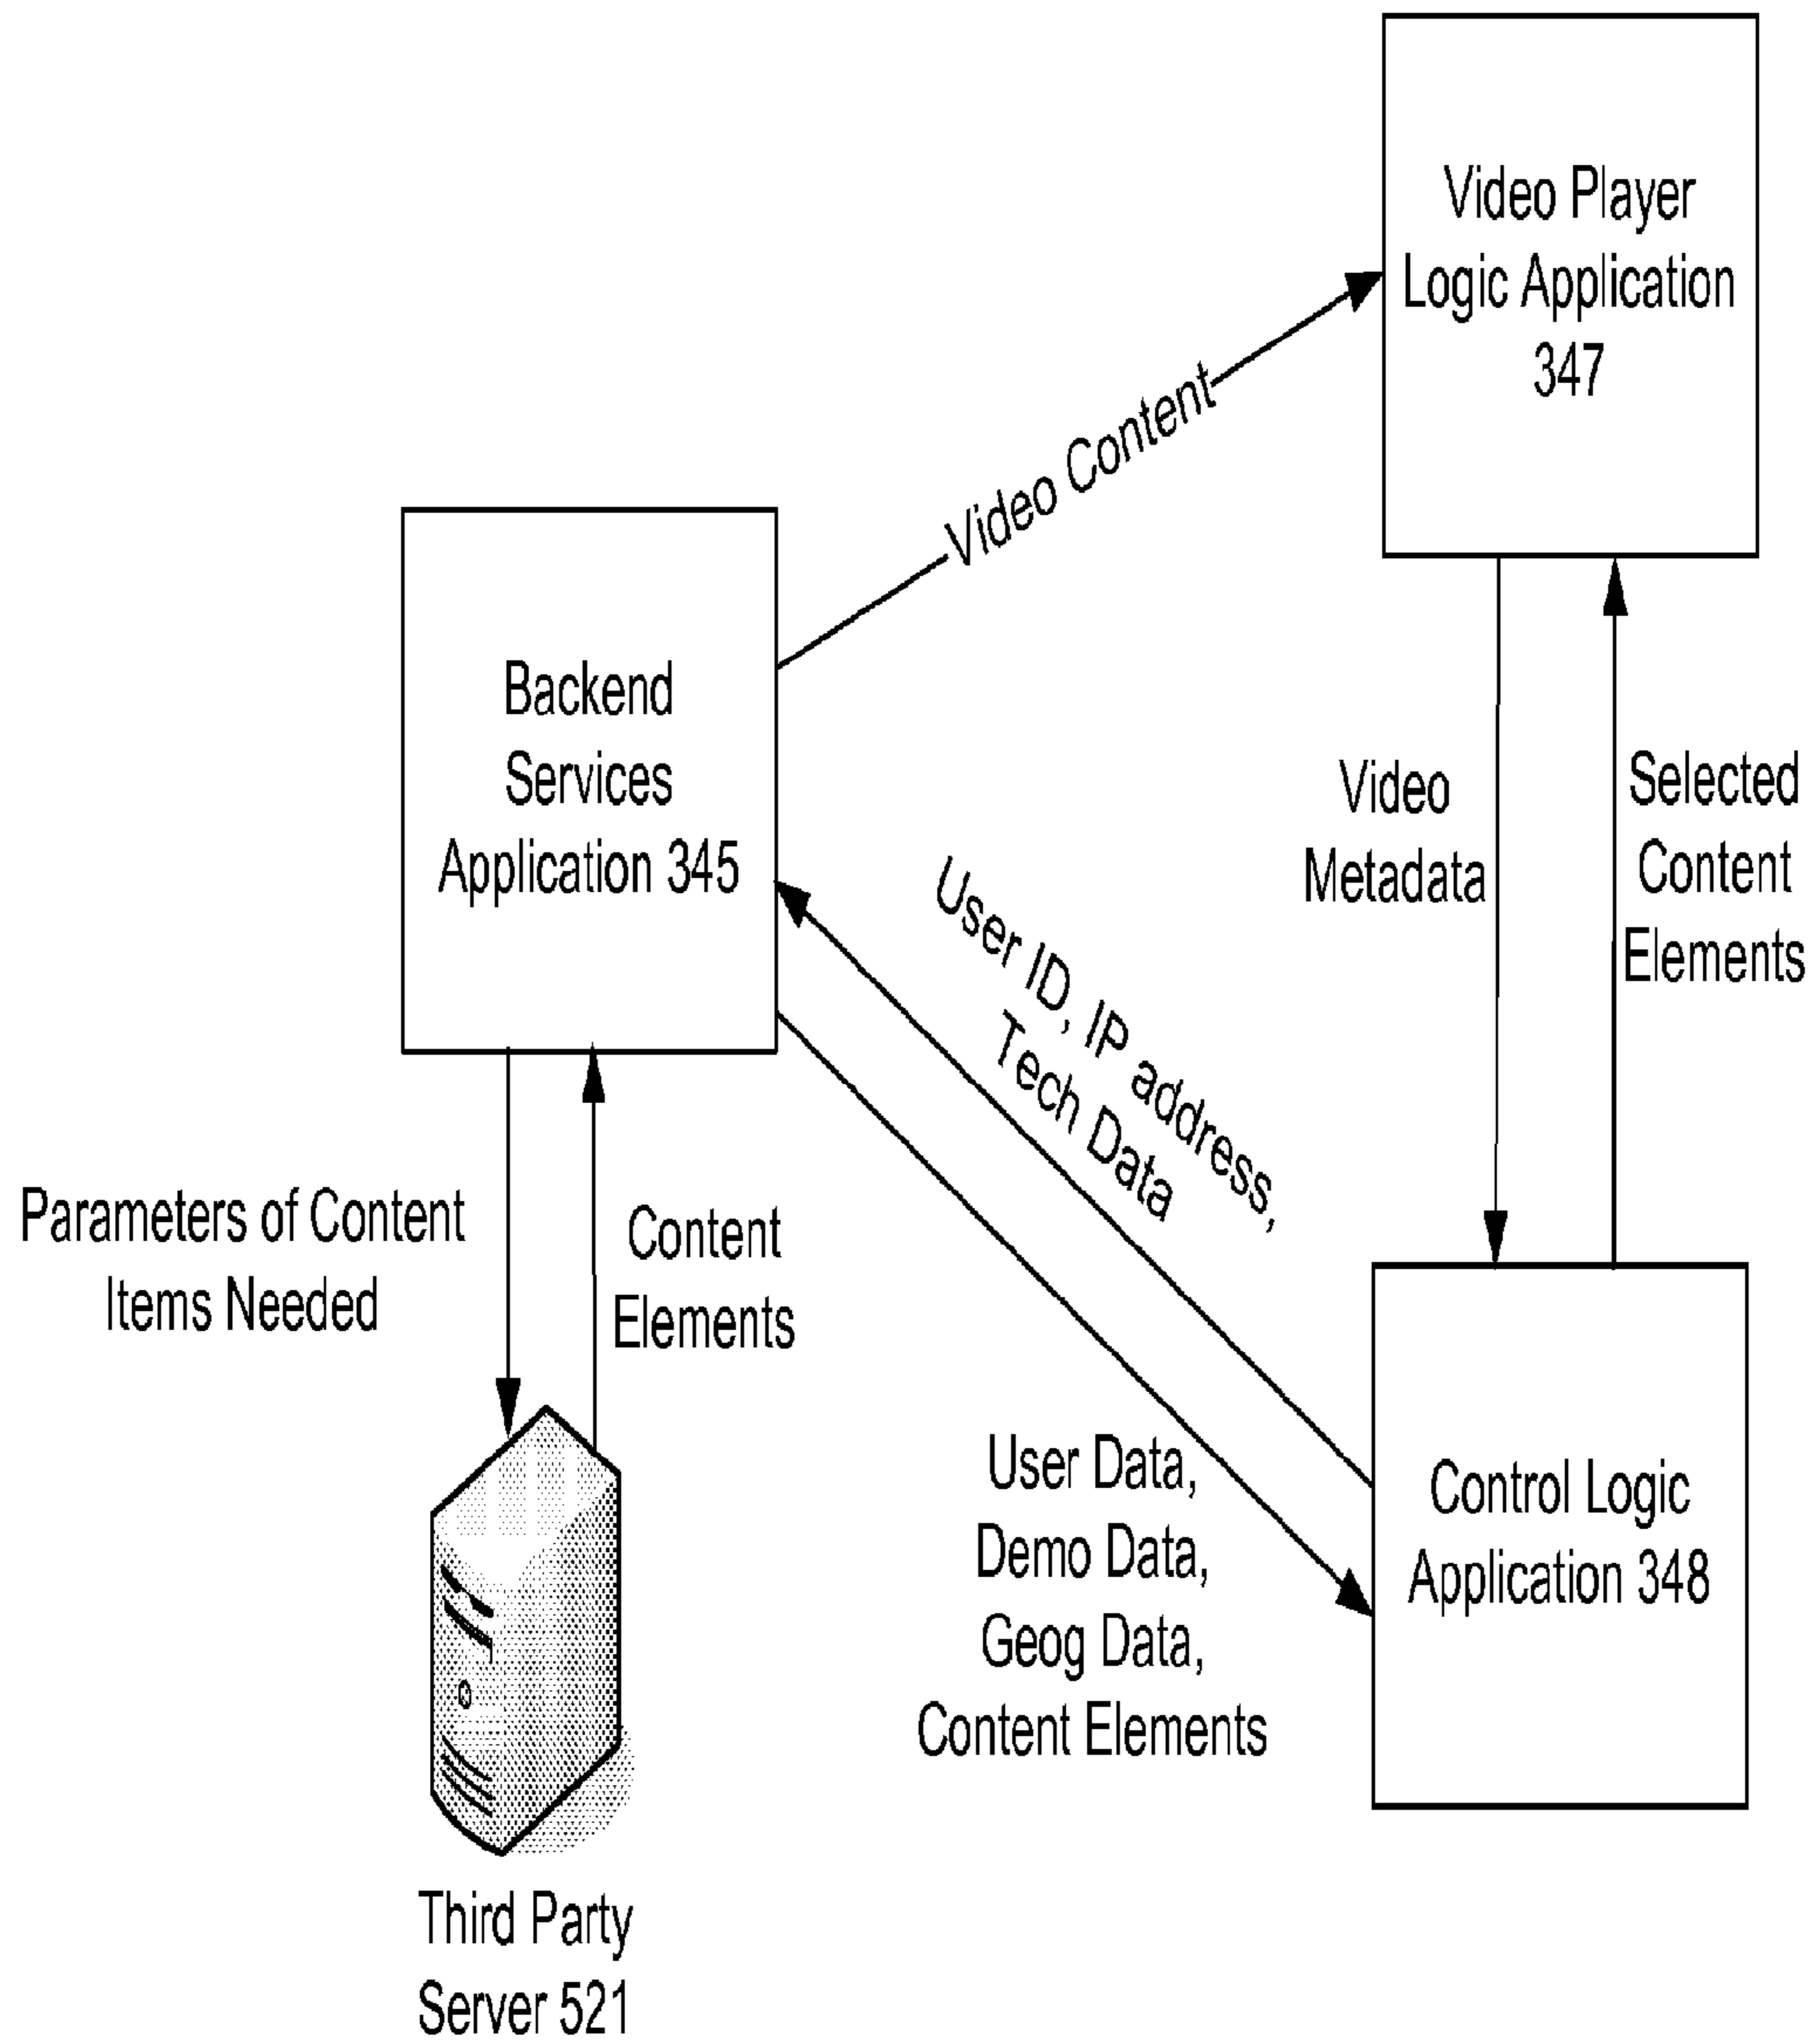 Video Player
Logic Application
347
Video Content
Backend
Services
Application 345
Video
Metadata
Selected
Content
Elements
User ID, IP address,
Tech Data
Parameters of Content
Items Needed
Content
Elements
User Data,
Demo Data,
Geog Data,
Content Elements
Control Logic
Application 348
Third Party
Server 521